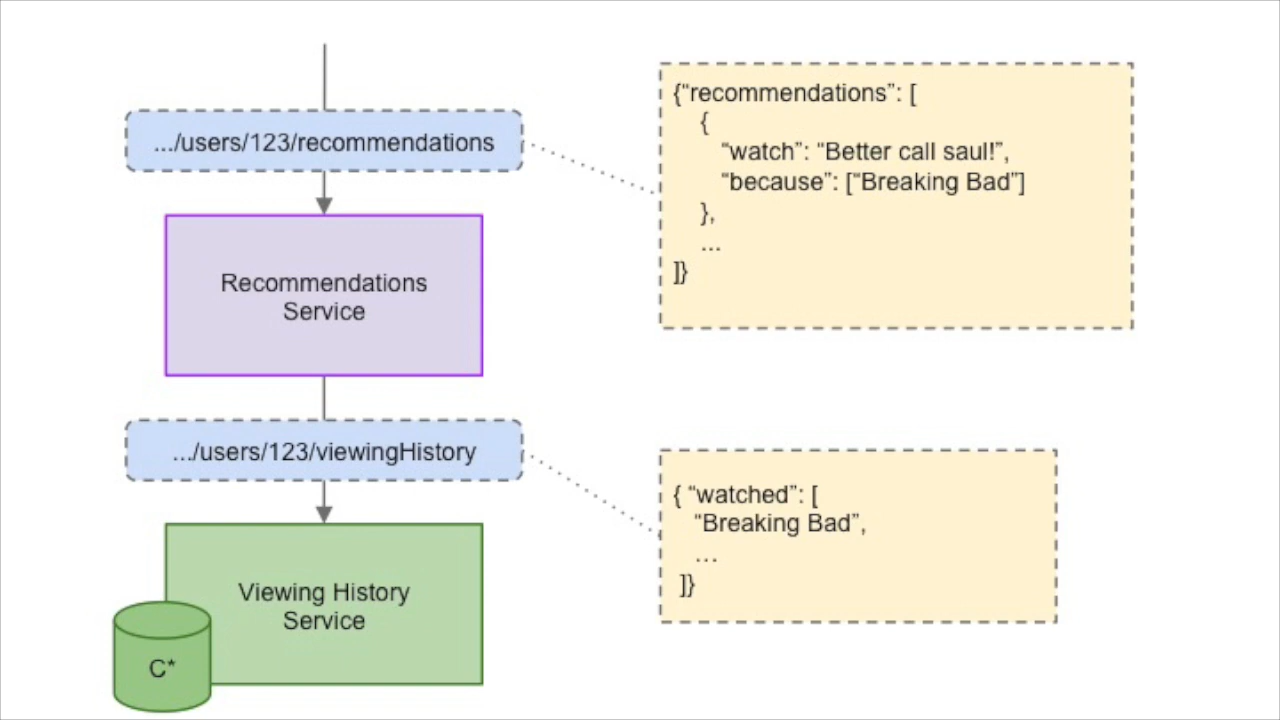 .../users/123/recommendations
{“recommendations”: [
{
“watch”: “Better call saul!”,
“because”: [“Breaking Bad”]
},
...
]}
Recommendations
Service
.../users/123/viewingHistory
{ “watched”: [
“Breaking Bad”,
...
]}
Viewing History
Service
C*